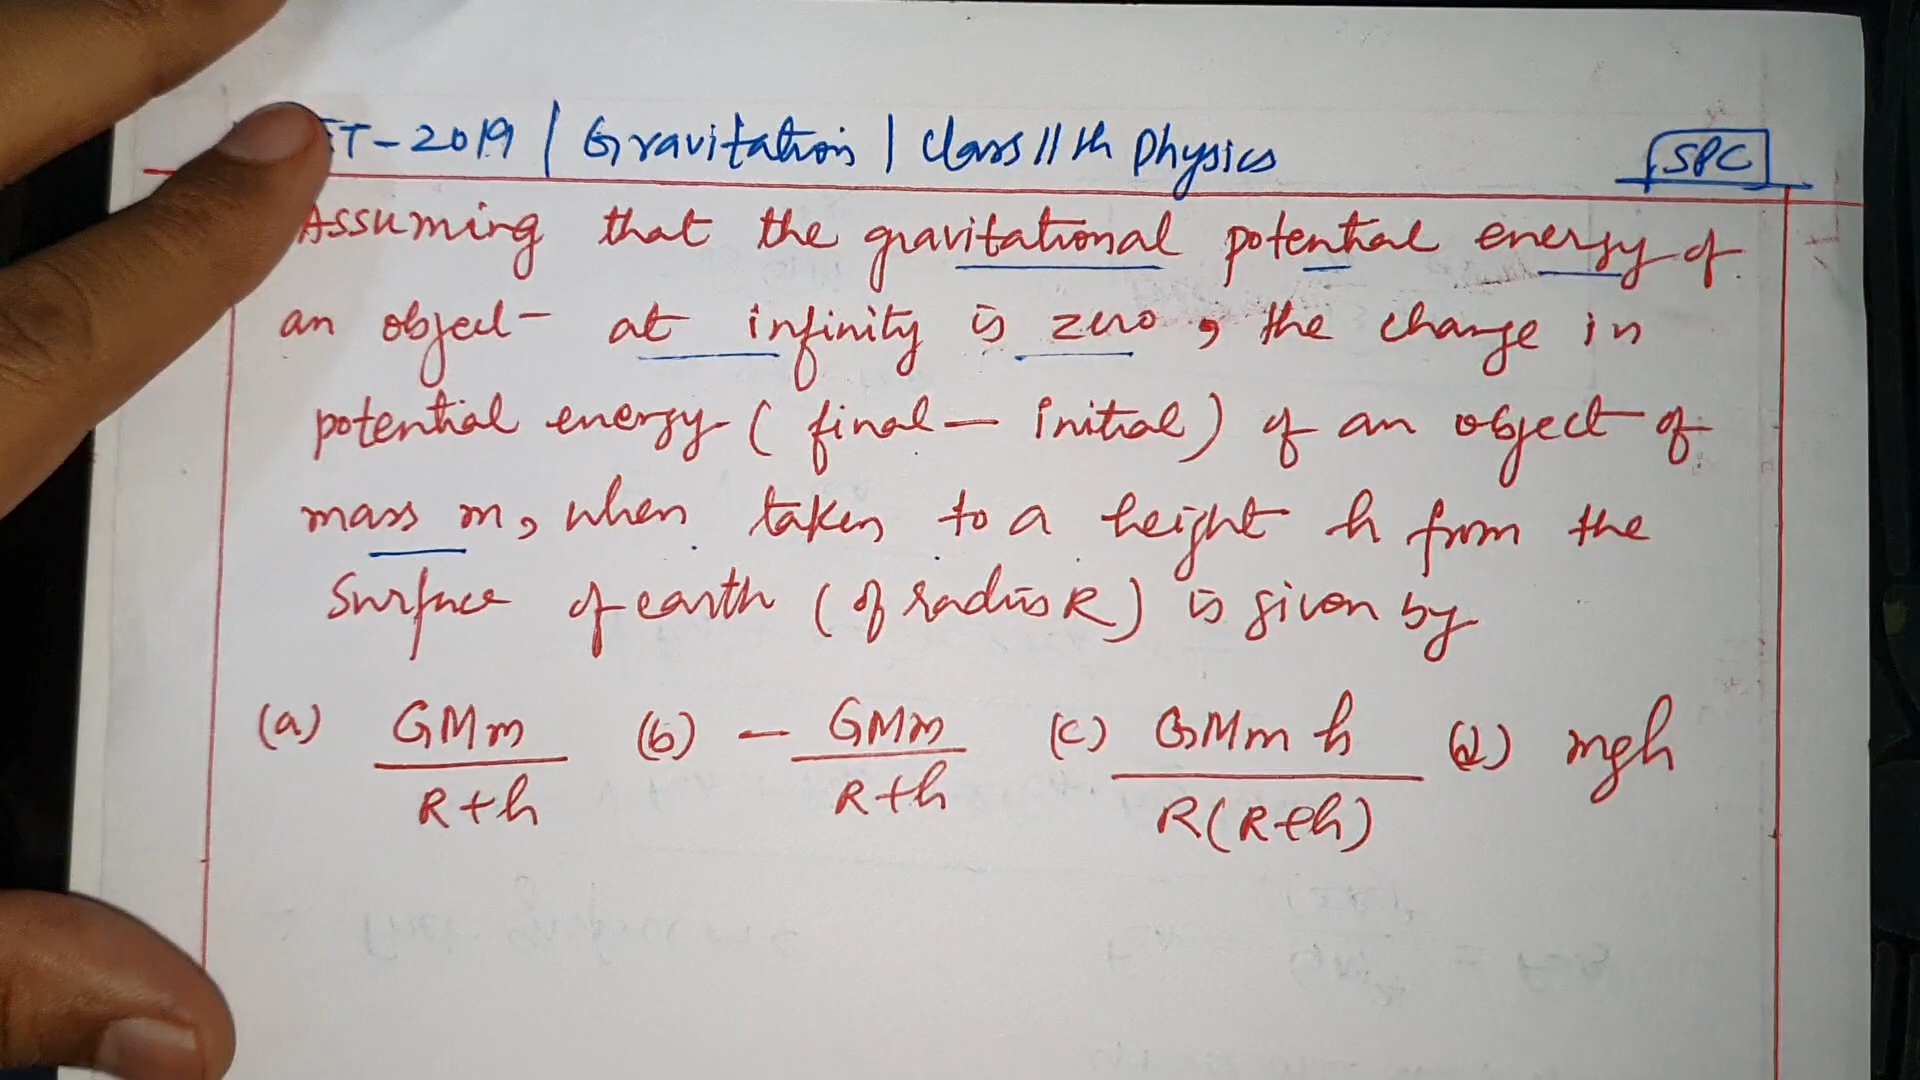 ET-2019 | Gravitation | Class 11th Physics
SPC
Assuming that the gravitational potential energy of
an object at infinity is zero, the change in
potential energy (final - initial) of an object of
mass m, when taken to a height h from the
Surface of earth (of radius R) is given by
(a) GMm / R+h (b) - GMm / R+h (c) GMm h / R(R+h) (d) mgh